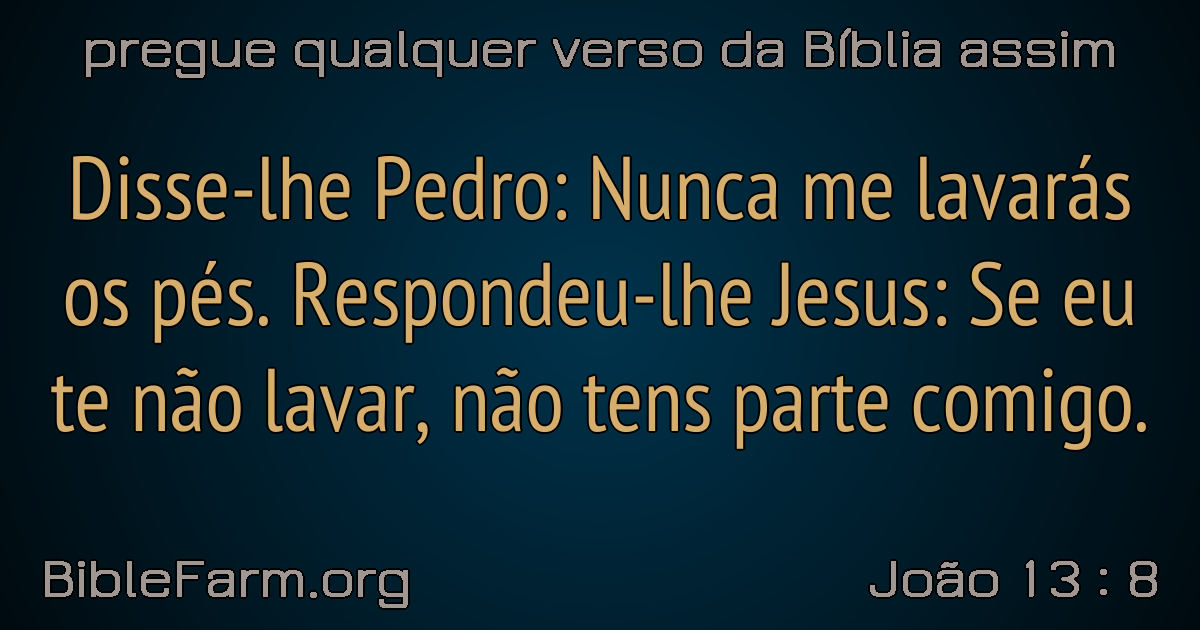 pregue qualquer verso da Bíblia assim
Disse-lhe Pedro: Nunca me lavarás
os pés. Respondeu-lhe Jesus: Se eu
te não lavar, não tens parte comigo.
BibleFarm.org
João 13 : 8